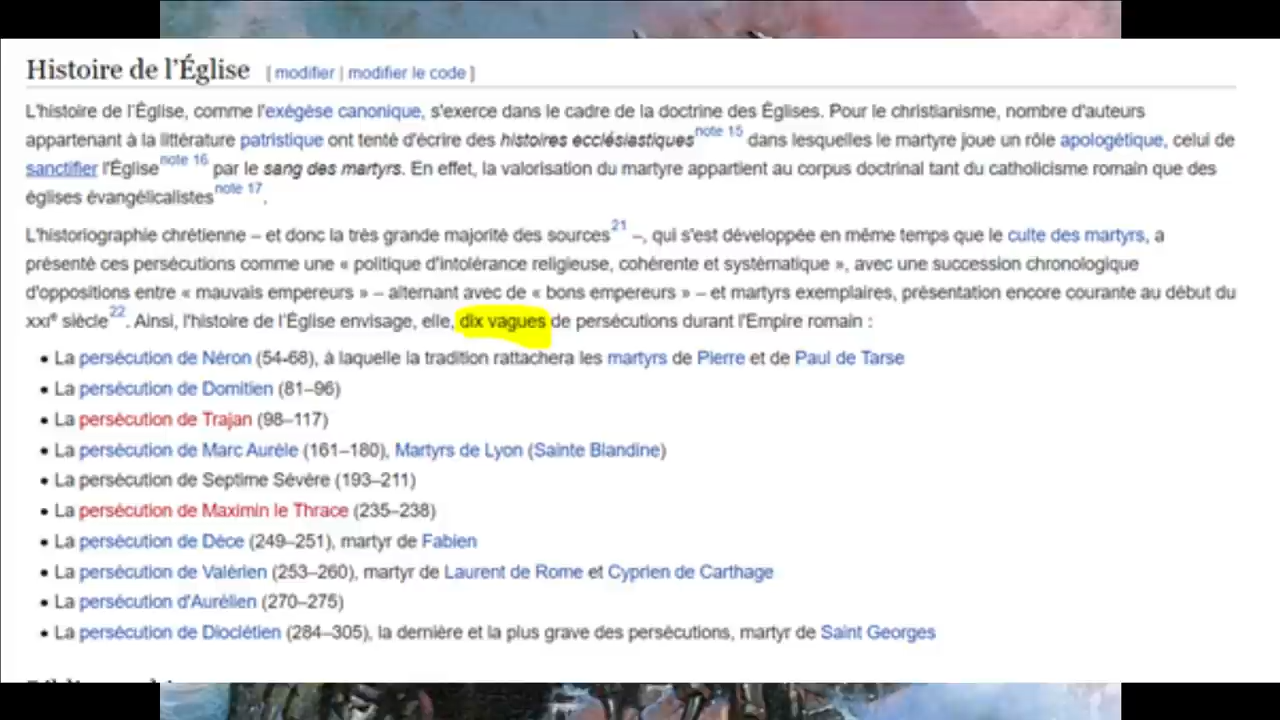 Histoire de l'Église [ modifier | modifier le code ]
L'histoire de l'Église, comme l'exégèse canonique, s'exerce dans le cadre de la doctrine des Églises. Pour le christianisme, nombre d'auteurs
appartenant à la littérature patristique ont tenté d'écrire des histoires ecclésiastiques note 15 dans lesquelles le martyre joue un rôle apologétique, celui de
sanctifier l'Église note 16 par le sang des martyrs. En effet, la valorisation du martyre appartient au corpus doctrinal tant du catholicisme romain que des
églises évangélicalistes note 17.
L'historiographie chrétienne – et donc la très grande majorité des sources 21 –, qui s'est développée en même temps que le culte des martyrs, a
présenté ces persécutions comme une « politique d'intolérance religieuse, cohérente et systématique », avec une succession chronologique
d'oppositions entre « mauvais empereurs » – alternant avec de « bons empereurs » – et martyrs exemplaires, présentation encore courante au début du
XXIe siècle 22. Ainsi, l'histoire de l'Église envisage, elle, dix vagues de persécutions durant l'Empire romain :
• La persécution de Néron (54-68), à laquelle la tradition rattachera les martyrs de Pierre et de Paul de Tarse
• La persécution de Domitien (81–96)
• La persécution de Trajan (98–117)
• La persécution de Marc Aurèle (161–180), Martyrs de Lyon (Sainte Blandine)
• La persécution de Septime Sévère (193–211)
• La persécution de Maximin le Thrace (235–238)
• La persécution de Dèce (249–251), martyr de Fabien
• La persécution de Valérien (253–260), martyr de Laurent de Rome et Cyprien de Carthage
• La persécution d'Aurélien (270–275)
• La persécution de Dioclétien (284–305), la dernière et la plus grave des persécutions, martyr de Saint Georges